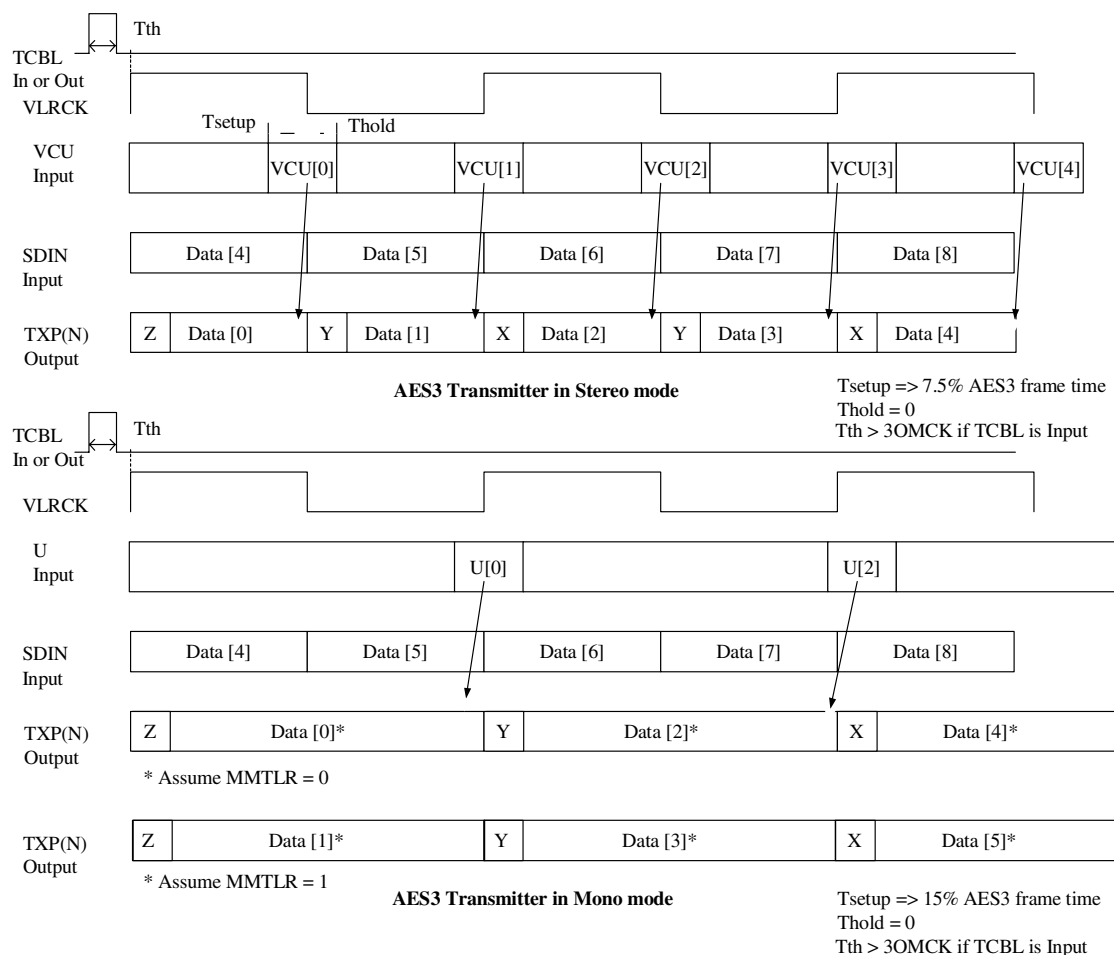 Tth
TCBL
In or Out
VLRCK
Tsetup Thold
VCU
Input
VCU[0] VCU[1] VCU[2] VCU[3] VCU[4]
SDIN
Input
Data [4] Data [5] Data [6] Data [7] Data [8]
TXP(N)
Output
Z Data [0] Y Data [1] X Data [2] Y Data [3] X Data [4]
AES3 Transmitter in Stereo mode
Tsetup => 7.5% AES3 frame time
Thold = 0
Tth > 3OMCK if TCBL is Input
Tth
TCBL
In or Out
VLRCK
U
Input
U[0] U[2]
SDIN
Input
Data [4] Data [5] Data [6] Data [7] Data [8]
TXP(N)
Output
Z Data [0]* Y Data [2]* X Data [4]*
* Assume MMTLR = 0
TXP(N)
Output
Z Data [1]* Y Data [3]* X Data [5]*
* Assume MMTLR = 1
AES3 Transmitter in Mono mode
Tsetup => 15% AES3 frame time
Thold = 0
Tth > 3OMCK if TCBL is Input